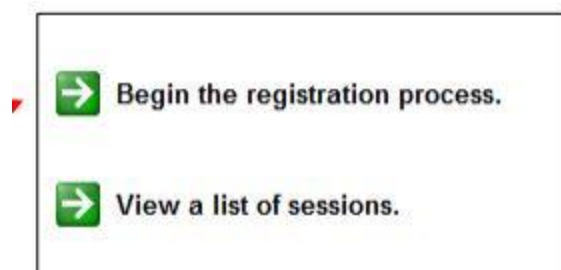 Begin the registration process.
View a list of sessions.